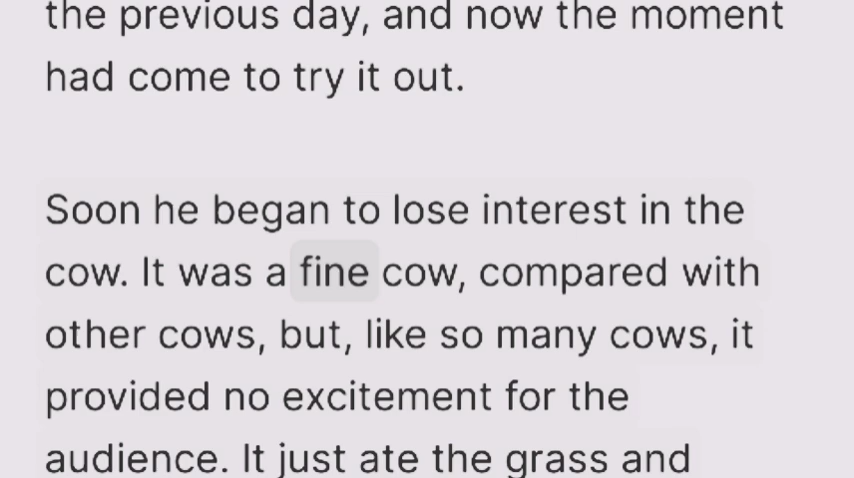 the previous day, and now the moment
had come to try it out.
Soon he began to lose interest in the
cow. It was a fine cow, compared with
other cows, but, like so many cows, it
provided no excitement for the
audience. It just ate the grass and